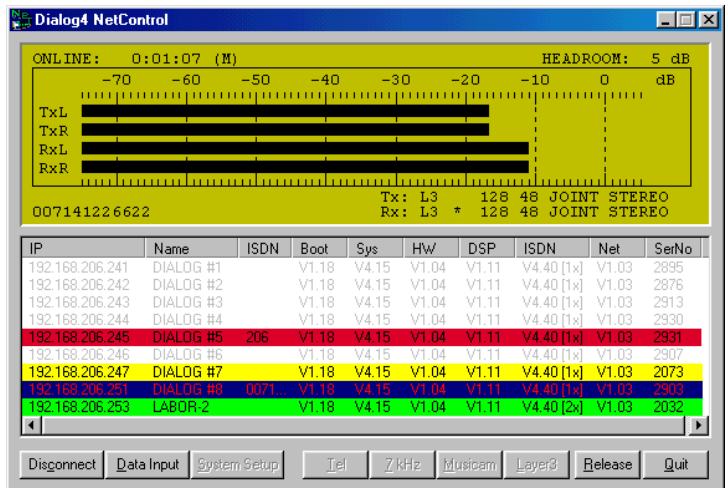 Dialog4 NetControl
ONLINE: 0:01:07 (M) HEADROOM: 5 dB
-70 -60 -50 -40 -30 -20 -10 0 dB
TxL
TxR
RxL
RxR
Tx: L3 128 48 JOINT STEREO
007141226622 Rx: L3 * 128 48 JOINT STEREO
IP Name ISDN Boot Sys HW DSP ISDN Net SerNo
192.168.206.241 DIALOG #1 V1.18 V4.15 V1.04 V1.11 V4.40 [1x] V1.03 2895
192.168.206.242 DIALOG #2 V1.18 V4.15 V1.04 V1.11 V4.40 [1x] V1.03 2876
192.168.206.243 DIALOG #3 V1.18 V4.15 V1.04 V1.11 V4.40 [1x] V1.03 2913
192.168.206.244 DIALOG #4 V1.18 V4.15 V1.04 V1.11 V4.40 [1x] V1.03 2930
192.168.206.245 DIALOG #5 206 V1.18 V4.15 V1.04 V1.11 V4.40 [1x] V1.03 2931
192.168.206.246 DIALOG #6 V1.18 V4.15 V1.04 V1.11 V4.40 [1x] V1.03 2907
192.168.206.247 DIALOG #7 V1.18 V4.15 V1.04 V1.11 V4.40 [1x] V1.03 2073
192.168.206.251 DIALOG #8 0071... V1.18 V4.15 V1.04 V1.11 V4.40 [1x] V1.03 2903
192.168.206.253 LABOR-2 V1.18 V4.15 V1.04 V1.11 V4.40 [2x] V1.03 2032
Disconnect Data Input System Setup Tel 7 kHz Musicam Layer3 Release Quit